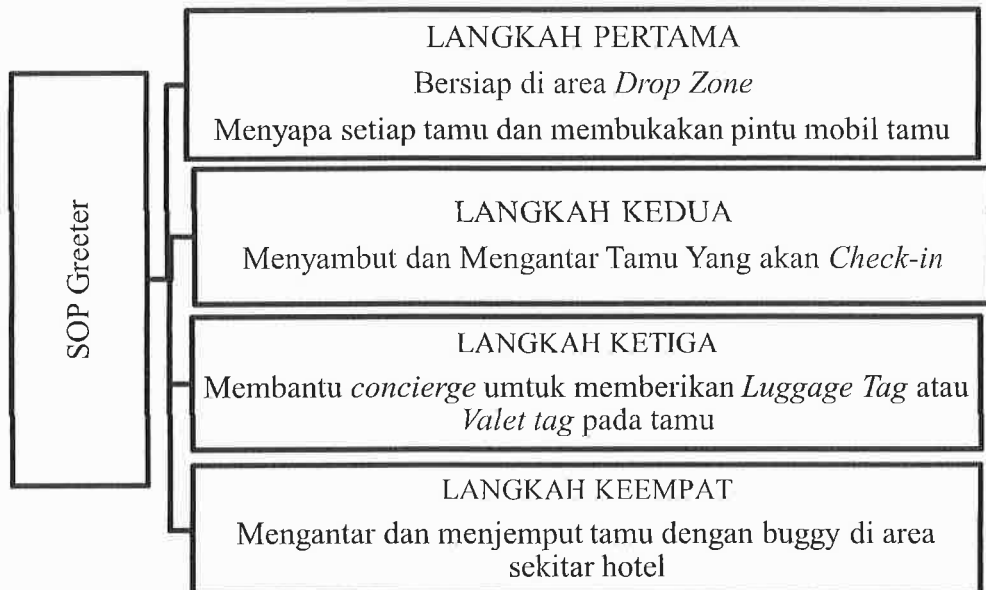 SOP Greeter
LANGKAH PERTAMA
Bersiap di area Drop Zone
Menyapa setiap tamu dan membukakan pintu mobil tamu
LANGKAH KEDUA
Menyambut dan Mengantar Tamu Yang akan Check-in
LANGKAH KETIGA
Membantu concierge umtuk memberikan Luggage Tag atau
Valet tag pada tamu
LANGKAH KEEMPAT
Mengantar dan menjemput tamu dengan buggy di area
sekitar hotel